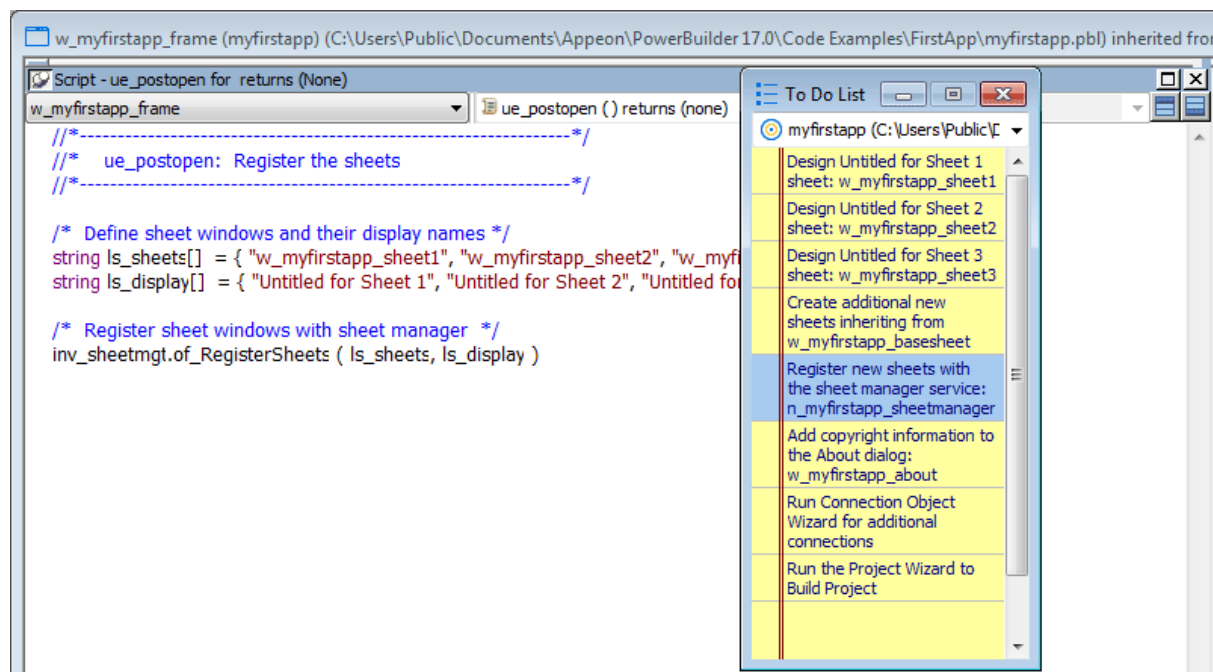 w_myfirstapp_frame (myfirstapp) (C:\Users\Public\Documents\Appeon\PowerBuilder 17.0\Code Examples\FirstApp\myfirstapp.pbl) inherited
Script - ue_postopen for returns (None)
w_myfirstapp_frame
ue_postopen ( ) returns (none)
//*-----------------------------------------------------------------*/
//* ue_postopen: Register the sheets
//*-----------------------------------------------------------------*/
/* Define sheet windows and their display names */
string ls_sheets[] = { "w_myfirstapp_sheet1", "w_myfirstapp_sheet2",
string ls_display[] = { "Untitled for Sheet 1", "Untitled for Sheet 2", "Untitled
/* Register sheet windows with sheet manager */
inv_sheetmgt.of_RegisterSheets ( ls_sheets, ls_display )
To Do List
myfirstapp (C:\Users\Public\
Design Untitled for Sheet 1
sheet: w_myfirstapp_sheet1
Design Untitled for Sheet 2
sheet: w_myfirstapp_sheet2
Design Untitled for Sheet 3
sheet: w_myfirstapp_sheet3
Create additional new
sheets inheriting from
w_myfirstapp_basesheet
Register new sheets with
the sheet manager service:
n_myfirstapp_sheetmanager
Add copyright information to
the About dialog:
w_myfirstapp_about
Run Connection Object
Wizard for additional
connections
Run the Project Wizard to
Build Project